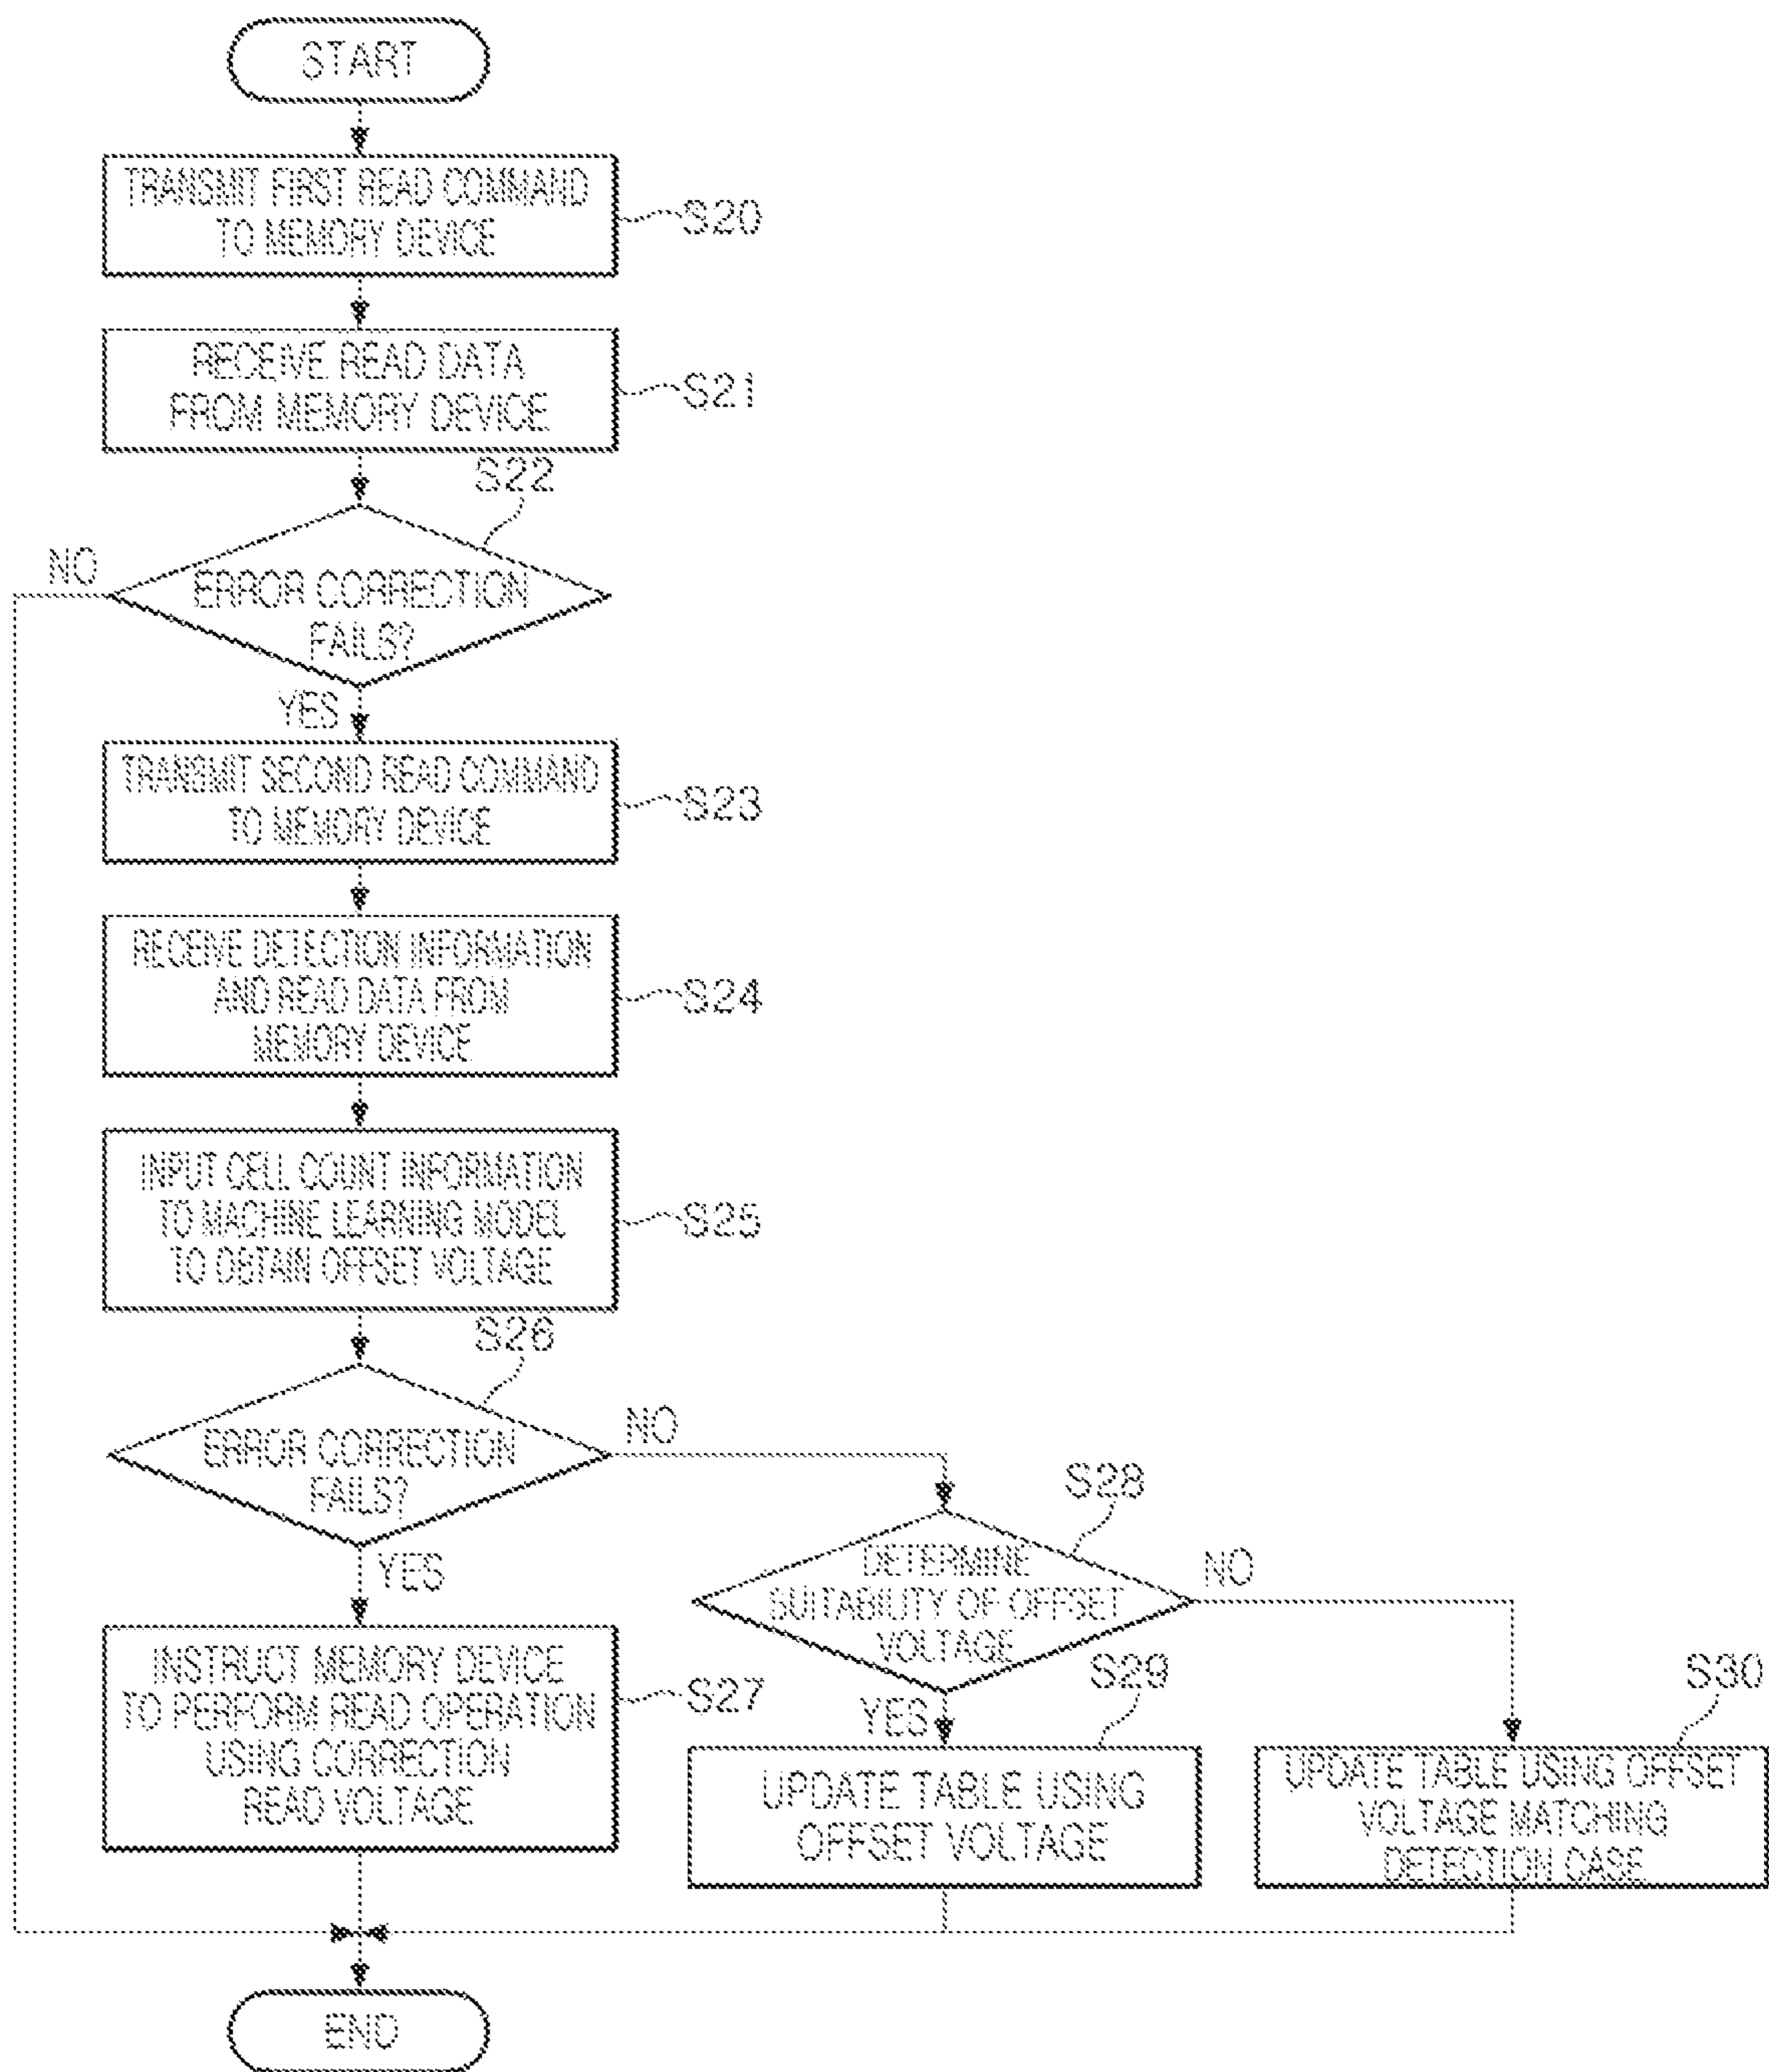 START
TRANSMIT FIRST READ COMMAND
TO MEMORY DEVICE
S20
RECEIVE READ DATA
FROM MEMORY DEVICE
S21
S22
NO
ERROR CORRECTION
FAILS?
YES
TRANSMIT SECOND READ COMMAND
TO MEMORY DEVICE
S23
RECEIVE DETECTION INFORMATION
AND READ DATA FROM
MEMORY DEVICE
S24
INPUT CELL COUNT INFORMATION
TO MACHINE LEARNING MODEL
TO OBTAIN OFFSET VOLTAGE
S25
S26
ERROR CORRECTION
FAILS?
NO
YES
S28
DETERMINE
SUITABILITY OF OFFSET
VOLTAGE
NO
YES
INSTRUCT MEMORY DEVICE
TO PERFORM READ OPERATION
USING CORRECTION
READ VOLTAGE
S27
S29
UPDATE TABLE USING
OFFSET VOLTAGE
S30
UPDATE TABLE USING OFFSET
VOLTAGE MATCHING
DETECTION CASE
END